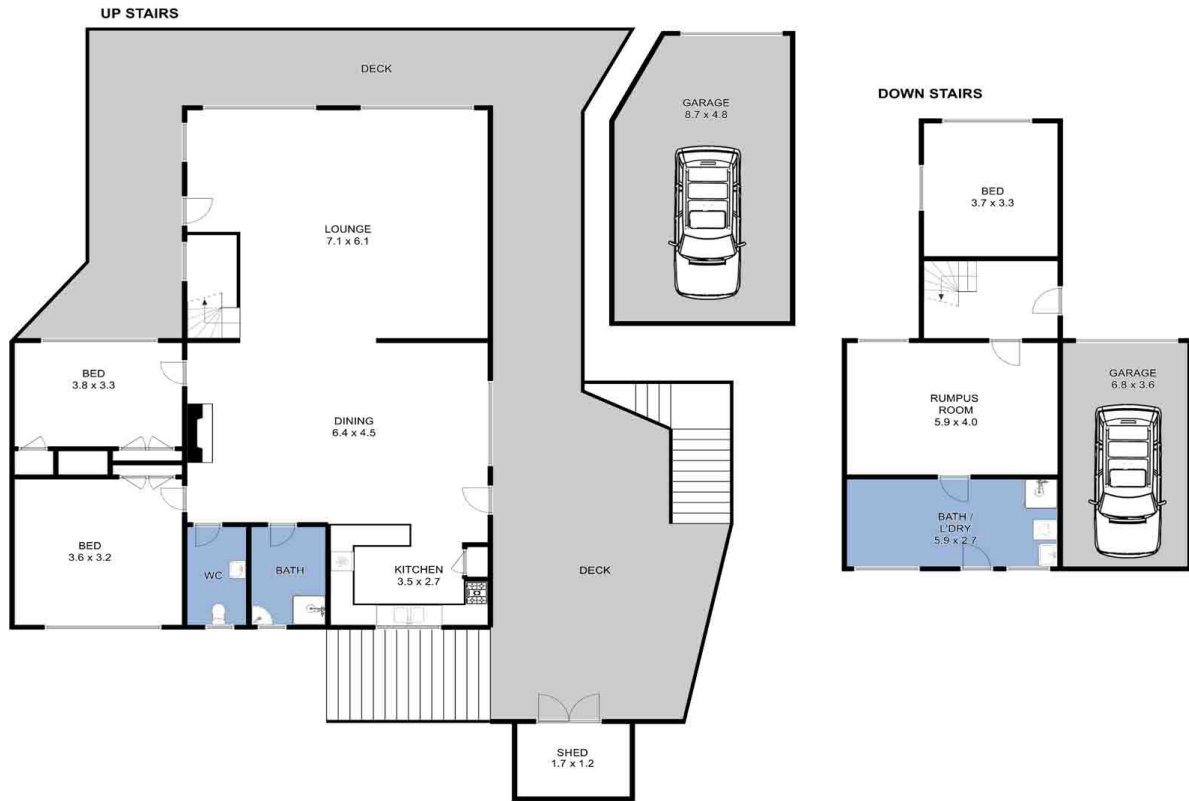 UP STAIRS
DECK
GARAGE
8.7 x 4.8
LOUNGE
7.1 x 6.1
BED
3.8 x 3.3
DINING
6.4 x 4.5
BED
3.6 x 3.2
WC
BATH
KITCHEN
3.5 x 2.7
DECK
SHED
1.7 x 1.2
DOWN STAIRS
BED
3.7 x 3.3
RUMPUS
ROOM
5.9 x 4.0
GARAGE
6.8 x 3.6
BATH /
L'DRY
5.9 x 2.7